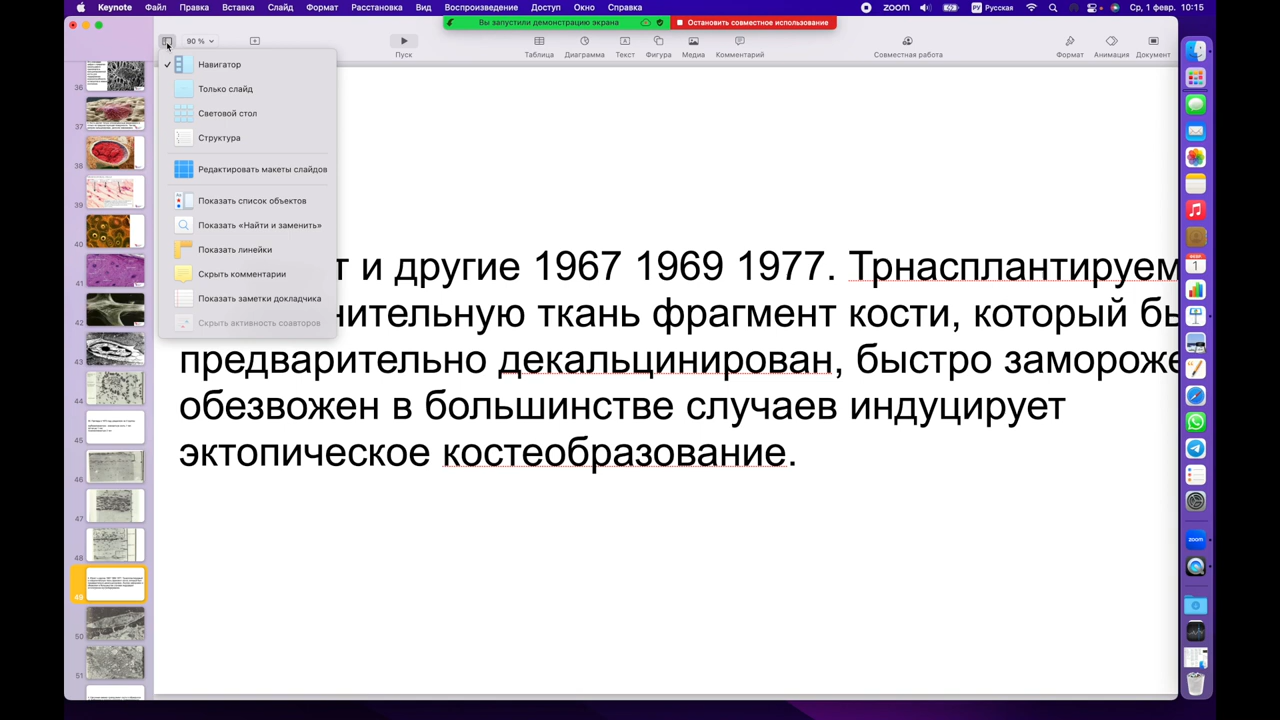 Keynote Файл Правка Вставка Слайд Формат Расстановка Вид Воспроизведение Доступ Окно Справка
zoom РУ Русская Ср, 1 февр. 10:15
Вы запустили демонстрацию экрана Остановить совместное использование
90 %
Пуск Таблица Диаграмма Текст Фигура Медиа Комментарий Совместная работа Формат Анимация Документ
Навигатор
Только слайд
Световой стол
Структура
Редактировать макеты слайдов
Показать список объектов
Показать «Найти и заменить»
Показать линейки
Скрыть комментарии
Показать заметки докладчика
Скрыть активность соавторов
т и другие 1967 1969 1977. Трнасплантируем
нительную ткань фрагмент кости, который бы
предварительно декальцинирован, быстро замороже
обезвожен в большинстве случаев индуцирует
эктопическое костеобразование.
36
37
38
39
40
41
42
43
44
45
46
47
48
49
50
51
1
zoom